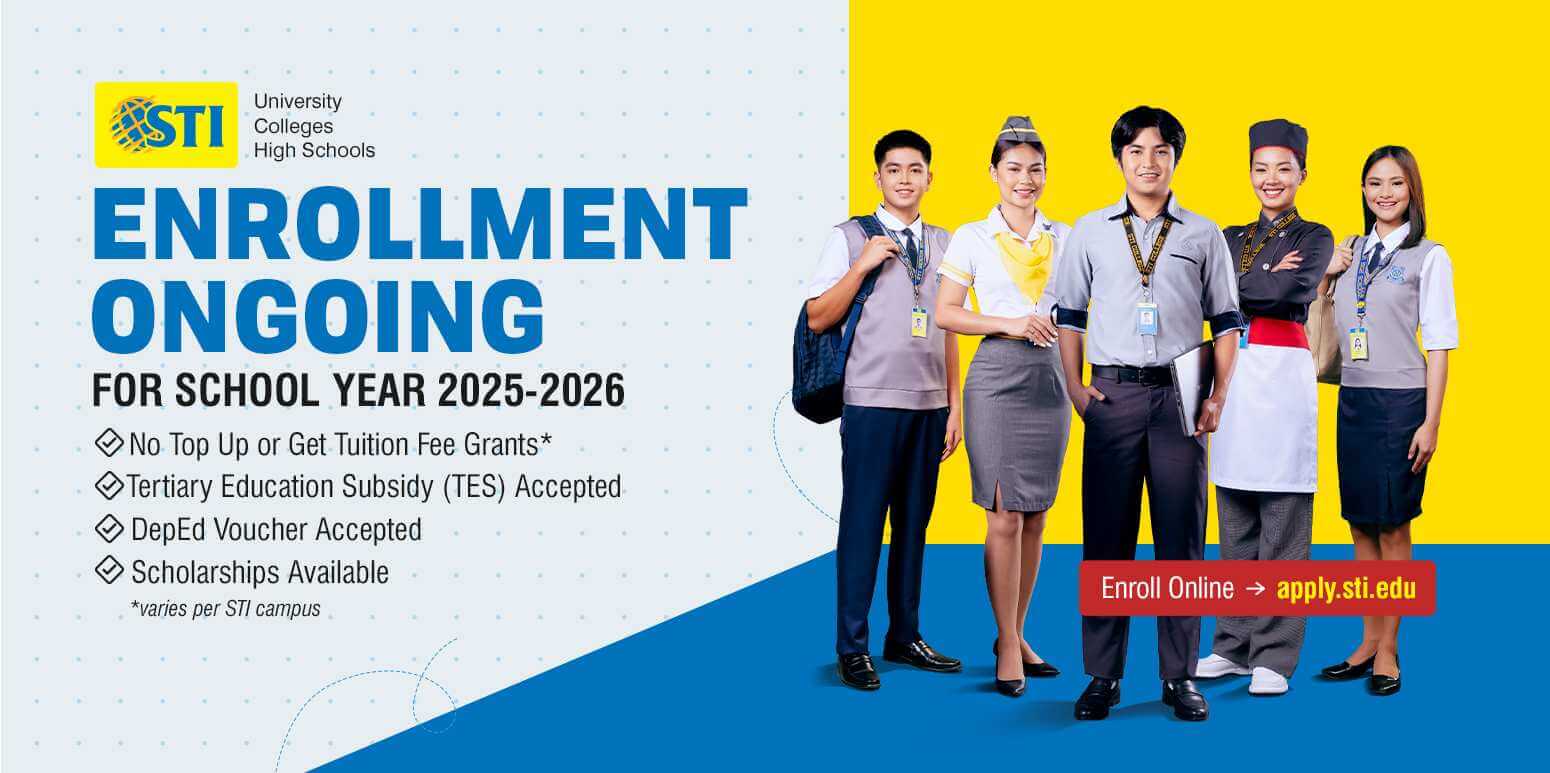 STI
University
Colleges
High Schools
ENROLLMENT
ONGOING
FOR SCHOOL YEAR 2025-2026
No Top Up or Get Tuition Fee Grants*
Tertiary Education Subsidy (TES) Accepted
DepEd Voucher Accepted
Scholarships Available
*varies per STI campus
Enroll Online → apply.sti.edu